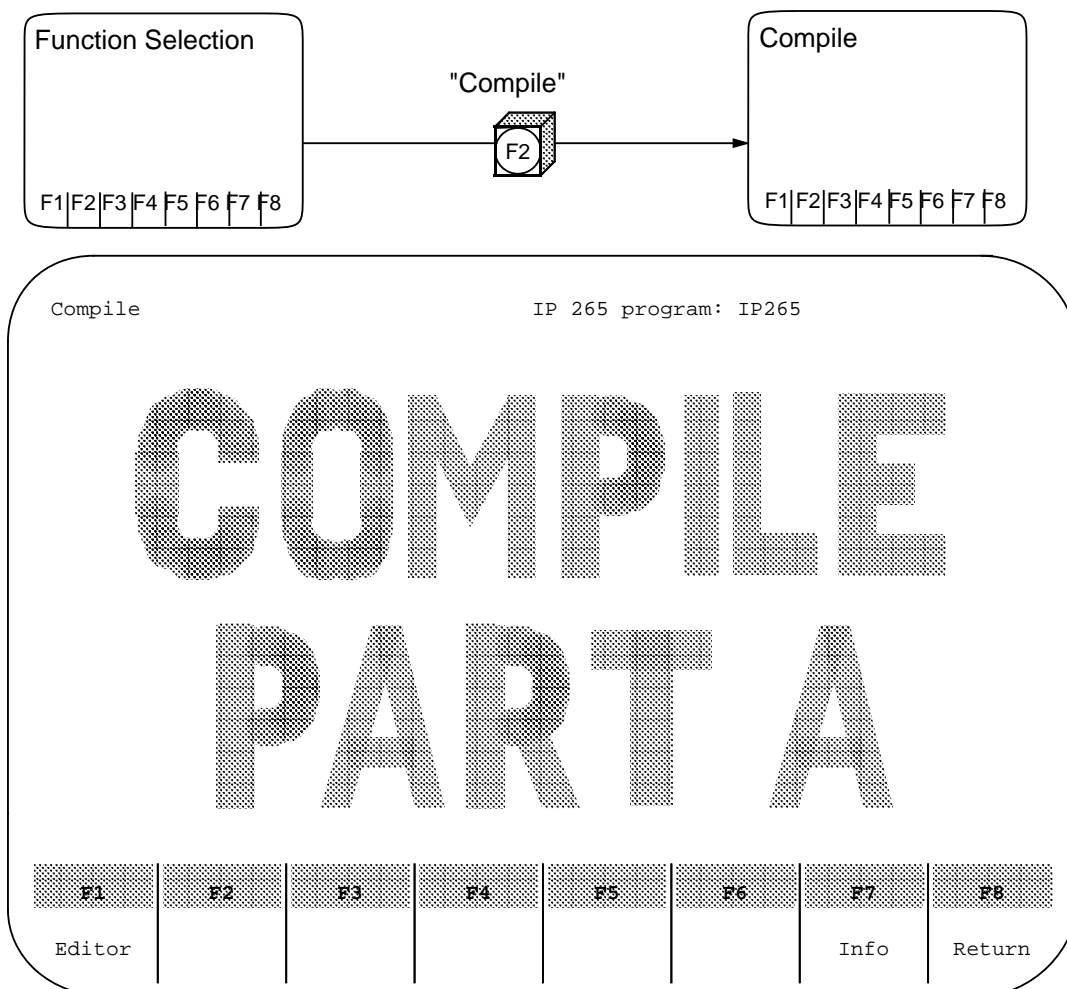 Function Selection
Compile
"Compile"
F2
F1 F2 F3 F4 F5 F6 F7 F8
F1 F2 F3 F4 F5 F6 F7 F8
Compile IP 265 program: IP265
COMPILE
PART A
F1 F2 F3 F4 F5 F6 F7 F8
Editor Info Return